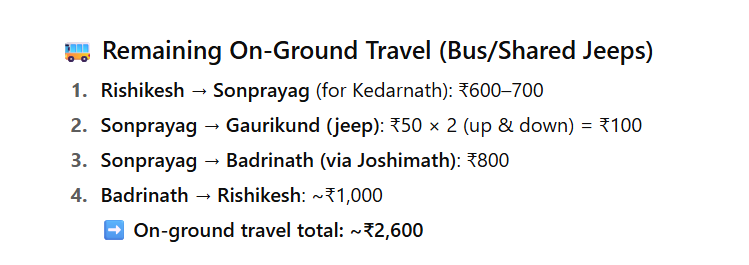 Remaining On-Ground Travel (Bus/Shared Jeeps)
1. Rishikesh → Sonprayag (for Kedarnath): ₹600–700
2. Sonprayag → Gaurikund (jeep): ₹50 × 2 (up & down) = ₹100
3. Sonprayag → Badrinath (via Joshimath): ₹800
4. Badrinath → Rishikesh: ~₹1,000
➡️ On-ground travel total: ~₹2,600